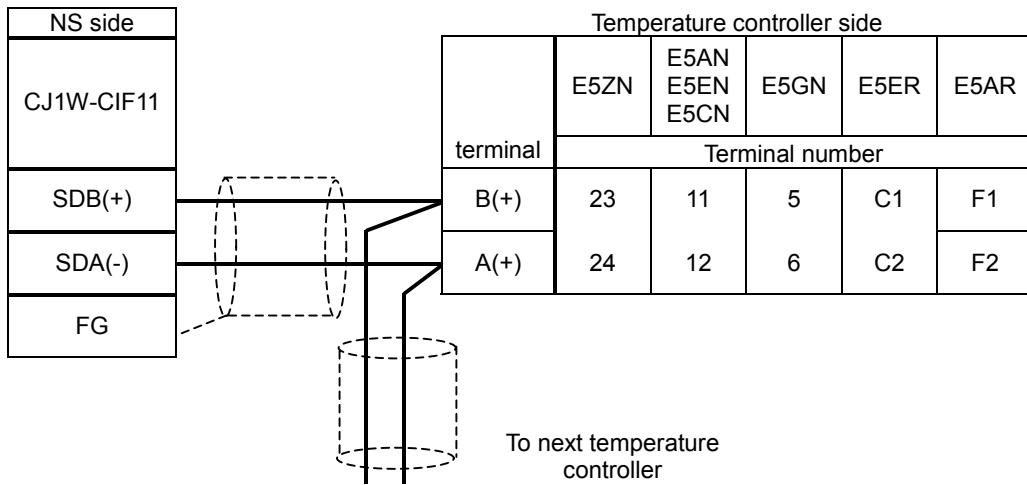 NS side
CJ1W-CIF11
SDB(+)
SDA(-)
FG
Temperature controller side
terminal
E5ZN
E5AN
E5EN
E5CN
E5GN
E5ER
E5AR
Terminal number
B(+) 23 11 5 C1 F1
A(+) 24 12 6 C2 F2
To next temperature
controller